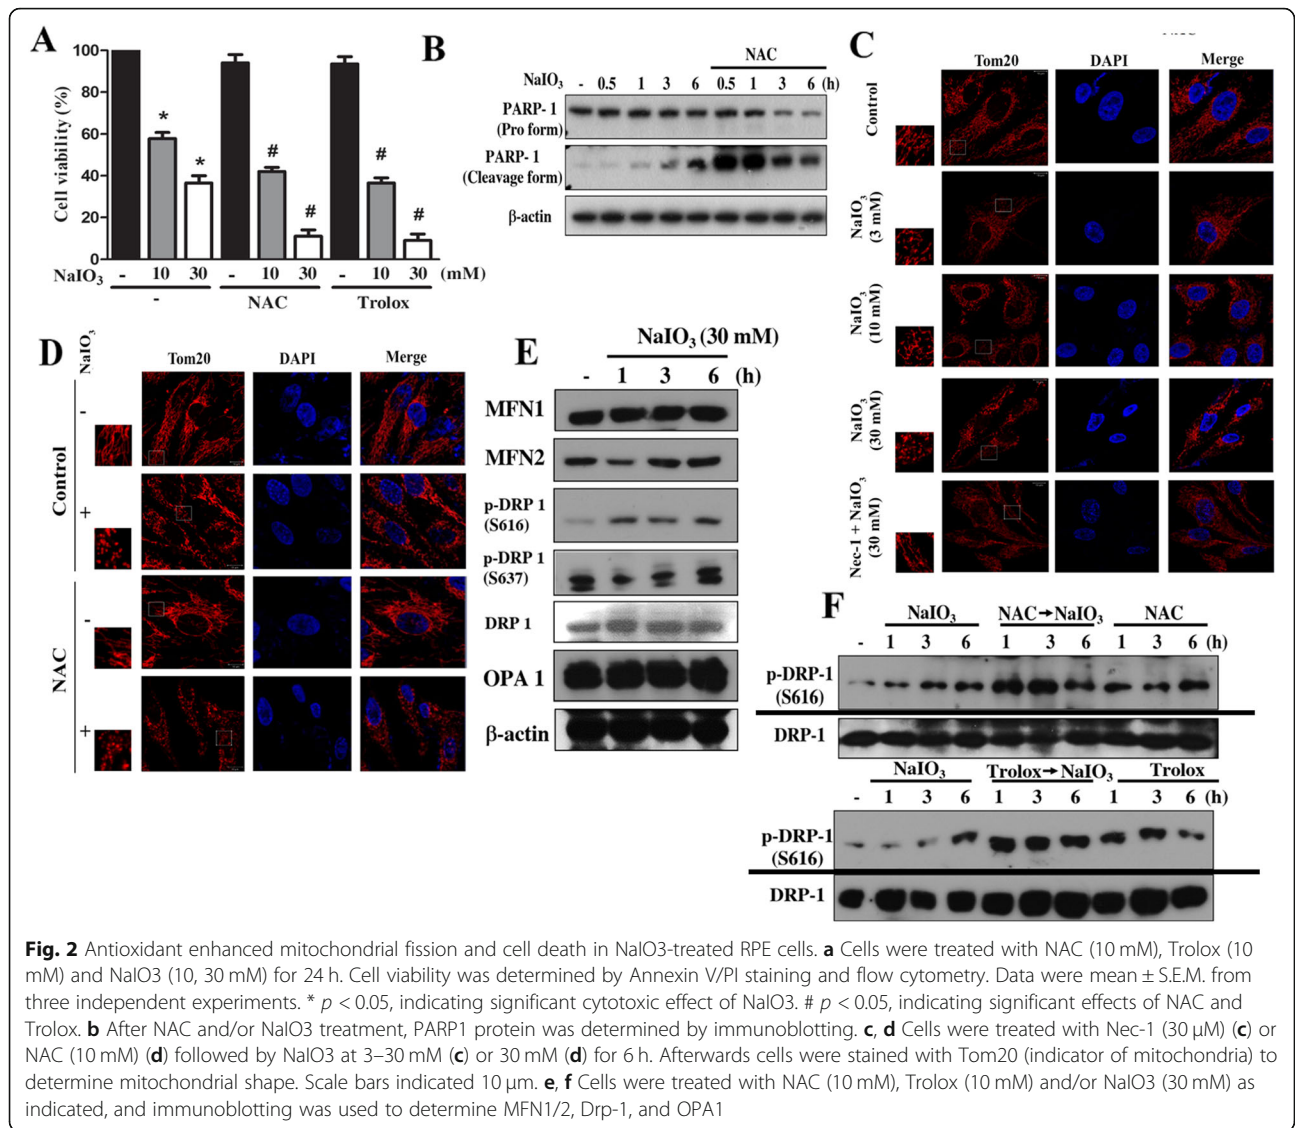 A
100
80
60
40
20
0
Cell viability (%)
*
*
#
#
#
#
NaIO3 - 10 30 - 10 30 - 10 30 (mM)
- NAC Trolox
B
NAC
NaIO3 - 0.5 1 3 6 0.5 1 3 6 (h)
PARP-1
(Pro form)
PARP-1
(Cleavage form)
β-actin
C
Tom20 DAPI Merge
Control
NaIO3
(3 mM)
NaIO3
(10 mM)
NaIO3
(30 mM)
Nec-1 + NaIO3
(30 mM)
D
NaIO3
Tom20 DAPI Merge
Control
-
+
NAC
-
+
E
NaIO3 (30 mM)
- 1 3 6 (h)
MFN1
MFN2
p-DRP 1
(S616)
p-DRP 1
(S637)
DRP 1
OPA 1
β-actin
F
NaIO3 NAC→NaIO3 NAC
- 1 3 6 1 3 6 1 3 6 (h)
p-DRP-1
(S616)
DRP-1
NaIO3 Trolox→NaIO3 Trolox
- 1 3 6 1 3 6 1 3 6 (h)
p-DRP-1
(S616)
DRP-1
Fig. 2 Antioxidant enhanced mitochondrial fission and cell death in NaIO3-treated RPE cells. a Cells were treated with NAC (10 mM), Trolox (10
mM) and NaIO3 (10, 30 mM) for 24 h. Cell viability was determined by Annexin V/PI staining and flow cytometry. Data were mean ± S.E.M. from
three independent experiments. * p < 0.05, indicating significant cytotoxic effect of NaIO3. # p < 0.05, indicating significant effects of NAC and
Trolox. b After NAC and/or NaIO3 treatment, PARP1 protein was determined by immunoblotting. c, d Cells were treated with Nec-1 (30 μM) (c) or
NAC (10 mM) (d) followed by NaIO3 at 3–30 mM (c) or 30 mM (d) for 6 h. Afterwards cells were stained with Tom20 (indicator of mitochondria) to
determine mitochondrial shape. Scale bars indicated 10 μm. e, f Cells were treated with NAC (10 mM), Trolox (10 mM) and/or NaIO3 (30 mM) as
indicated, and immunoblotting was used to determine MFN1/2, Drp-1, and OPA1